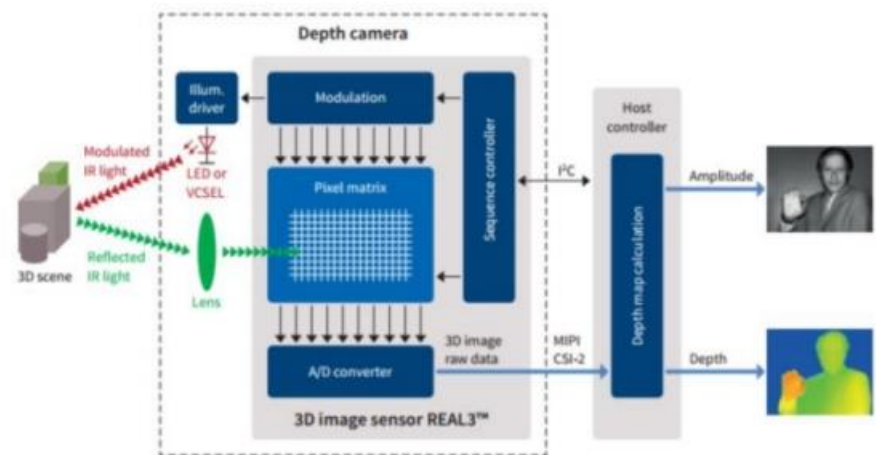 Depth camera
Illum.
driver
Modulation
Host
controller
Modulated
IR light
LED or
VCSEL
Pixel matrix
Sequence controller
I²C
Depth map calculation
Amplitude
3D scene
Reflected
IR light
Lens
3D image
raw data
MIPI
CSI-2
Depth
A/D converter
3D image sensor REAL3™